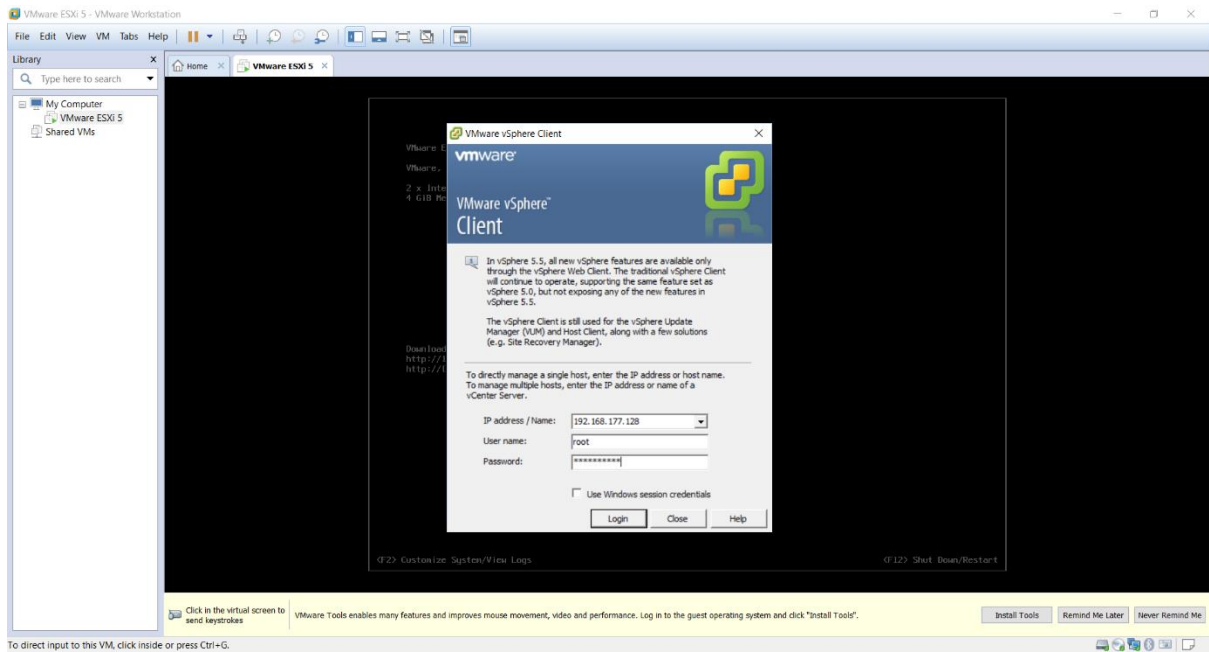 VMware ESXi 5 - VMware Workstation
File Edit View VM Tabs Help
Library x
Type here to search
My Computer
VMware ESXi 5
Shared VMs
Home × VMware ESXi 5 ×
VMware E
VMware,
2 x Inte
4 GiB Me
Download
http://
http://
VMware vSphere Client
vmware
VMware vSphere™
Client
In vSphere 5.5, all new vSphere features are available only
through the vSphere Web Client. The traditional vSphere Client
will continue to operate, supporting the same feature set as
vSphere 5.0, but not exposing any of the new features in
vSphere 5.5.
The vSphere Client is still used for the vSphere Update
Manager (VUM) and Host Client, along with a few solutions
(e.g. Site Recovery Manager).
To directly manage a single host, enter the IP address or host name.
To manage multiple hosts, enter the IP address or name of a
vCenter Server.
IP address / Name: 192.168.177.128
User name: root
Password: **********
Use Windows session credentials
Login Close Help
<F2> Customize System/View Logs <F12> Shut Down/Restart
Click in the virtual screen to
send keystrokes
VMware Tools enables many features and improves mouse movement, video and performance. Log in to the guest operating system and click "Install Tools".
Install Tools Remind Me Later Never Remind Me
To direct input to this VM, click inside or press Ctrl+G.